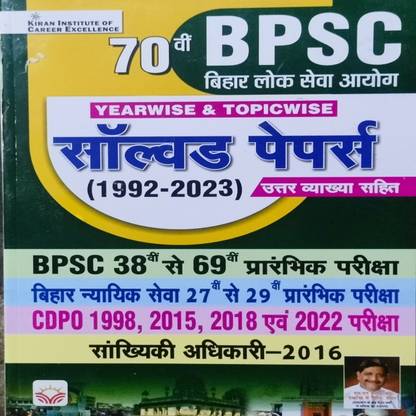 KIRAN INSTITUTE OF
CAREER EXCELLENCE
70वीं BPSC
बिहार लोक सेवा आयोग
YEARWISE & TOPICWISE
सॉल्वड पेपर्स
(1992-2023) उत्तर व्याख्या सहित
BPSC 38वीं से 69वीं प्रारंभिक परीक्षा
बिहार न्यायिक सेवा 27वीं से 29वीं प्रारंभिक परीक्षा
CDPO 1998, 2015, 2018 एवं 2022 परीक्षा
सांख्यिकी अधिकारी–2016